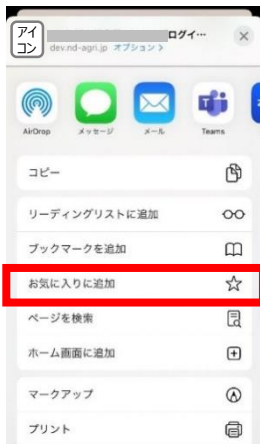 アイ
コン
ログイ…
dev.nd-agri.jp オプション >
AirDrop メッセージ メール Teams
コピー
リーディングリストに追加
ブックマークを追加
お気に入りに追加
ページを検索
ホーム画面に追加
マークアップ
プリント